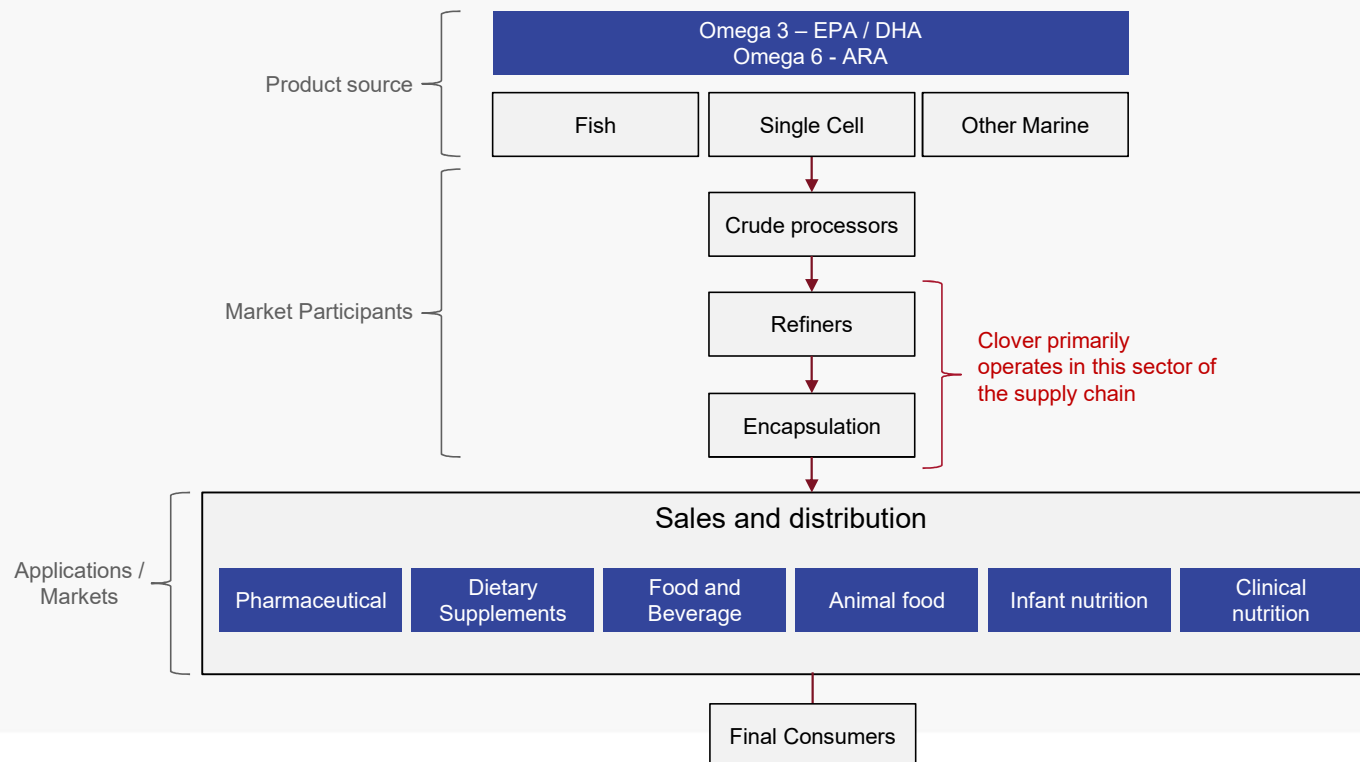 Omega 3 – EPA / DHA
Omega 6 - ARA
Product source
Fish
Single Cell
Other Marine
Crude processors
Market Participants
Refiners
Clover primarily
operates in this sector of
the supply chain
Encapsulation
Sales and distribution
Applications /
Markets
Pharmaceutical
Dietary
Supplements
Food and
Beverage
Animal food
Infant nutrition
Clinical
nutrition
Final Consumers